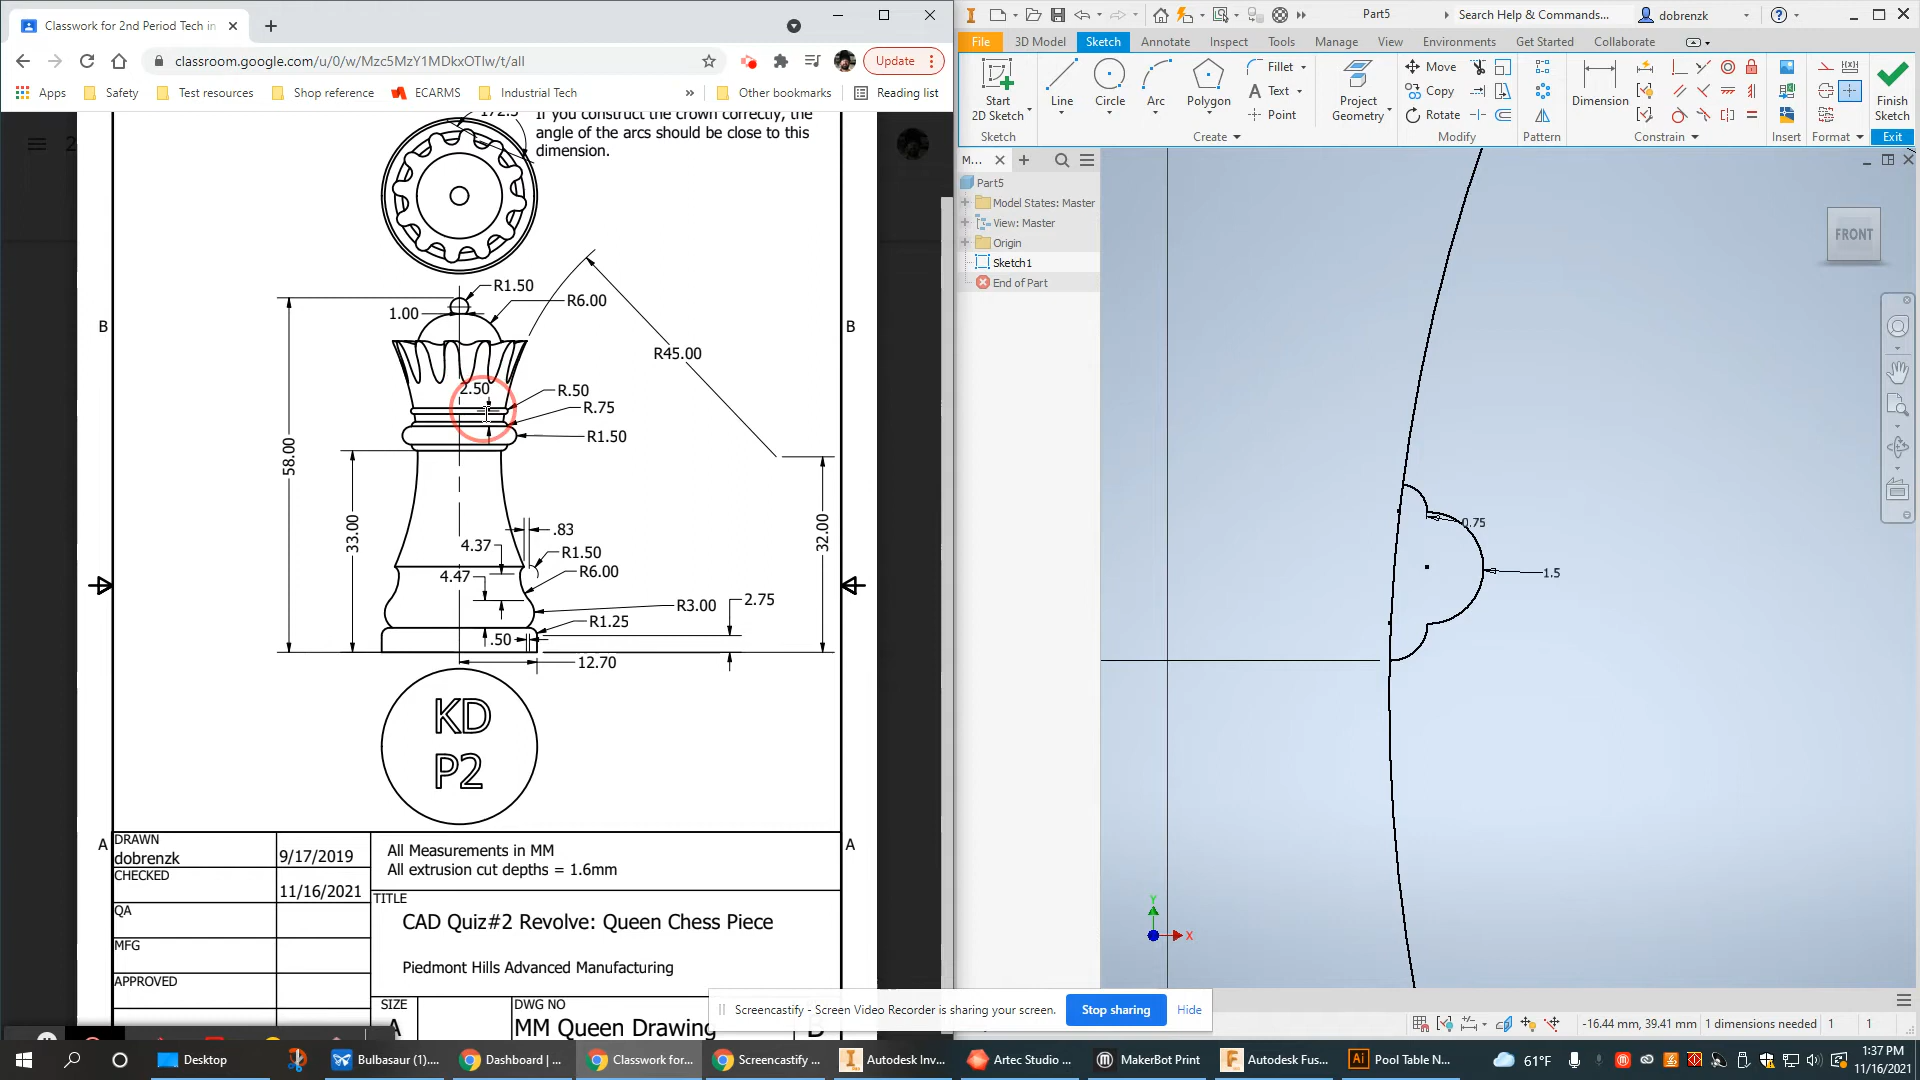 Classwork for 2nd Period Tech in
Part5
Search Help & Commands...
dobrenzk
File
3D Model
Sketch
Annotate
Inspect
Tools
Manage
View
Environments
Get Started
Collaborate
classroom.google.com/u/0/w/Mzc5MzY1MDkxOTIw/t/all
Update
Apps
Safety
Test resources
Shop reference
ECARMS
Industrial Tech
»
Other bookmarks
Reading list
Start
2D Sketch
Line
Circle
Arc
Polygon
Fillet
Text
Point
Project
Geometry
Move
Copy
Rotate
Dimension
Finish
Sketch
Sketch
Create
Modify
Pattern
Constrain
Insert
Format
Exit
If you construct the crown correctly, the
angle of the arcs should be close to this
dimension.
M...
Part5
Model States: Master
View: Master
Origin
Sketch1
End of Part
FRONT
R1.50
R6.00
1.00
B
B
R45.00
2.50
R.50
R.75
R1.50
58.00
33.00
32.00
.83
4.37
R1.50
4.47
R6.00
R3.00
2.75
R1.25
.50
12.70
0.75
1.5
KD
P2
A
A
DRAWN
dobrenzk
9/17/2019
CHECKED
11/16/2021
QA
MFG
APPROVED
All Measurements in MM
All extrusion cut depths = 1.6mm
TITLE
CAD Quiz#2 Revolve: Queen Chess Piece
Piedmont Hills Advanced Manufacturing
SIZE
A
DWG NO
MM Queen Drawing
Y
X
Screencastify - Screen Video Recorder is sharing your screen.
Stop sharing
Hide
-16.44 mm, 39.41 mm
1 dimensions needed
1
1
Desktop
Bulbasaur (1)...
Dashboard | ...
Classwork for...
Screencastify ...
Autodesk Inv...
Artec Studio ...
MakerBot Print
Autodesk Fus...
Pool Table N...
61°F
1:37 PM
11/16/2021